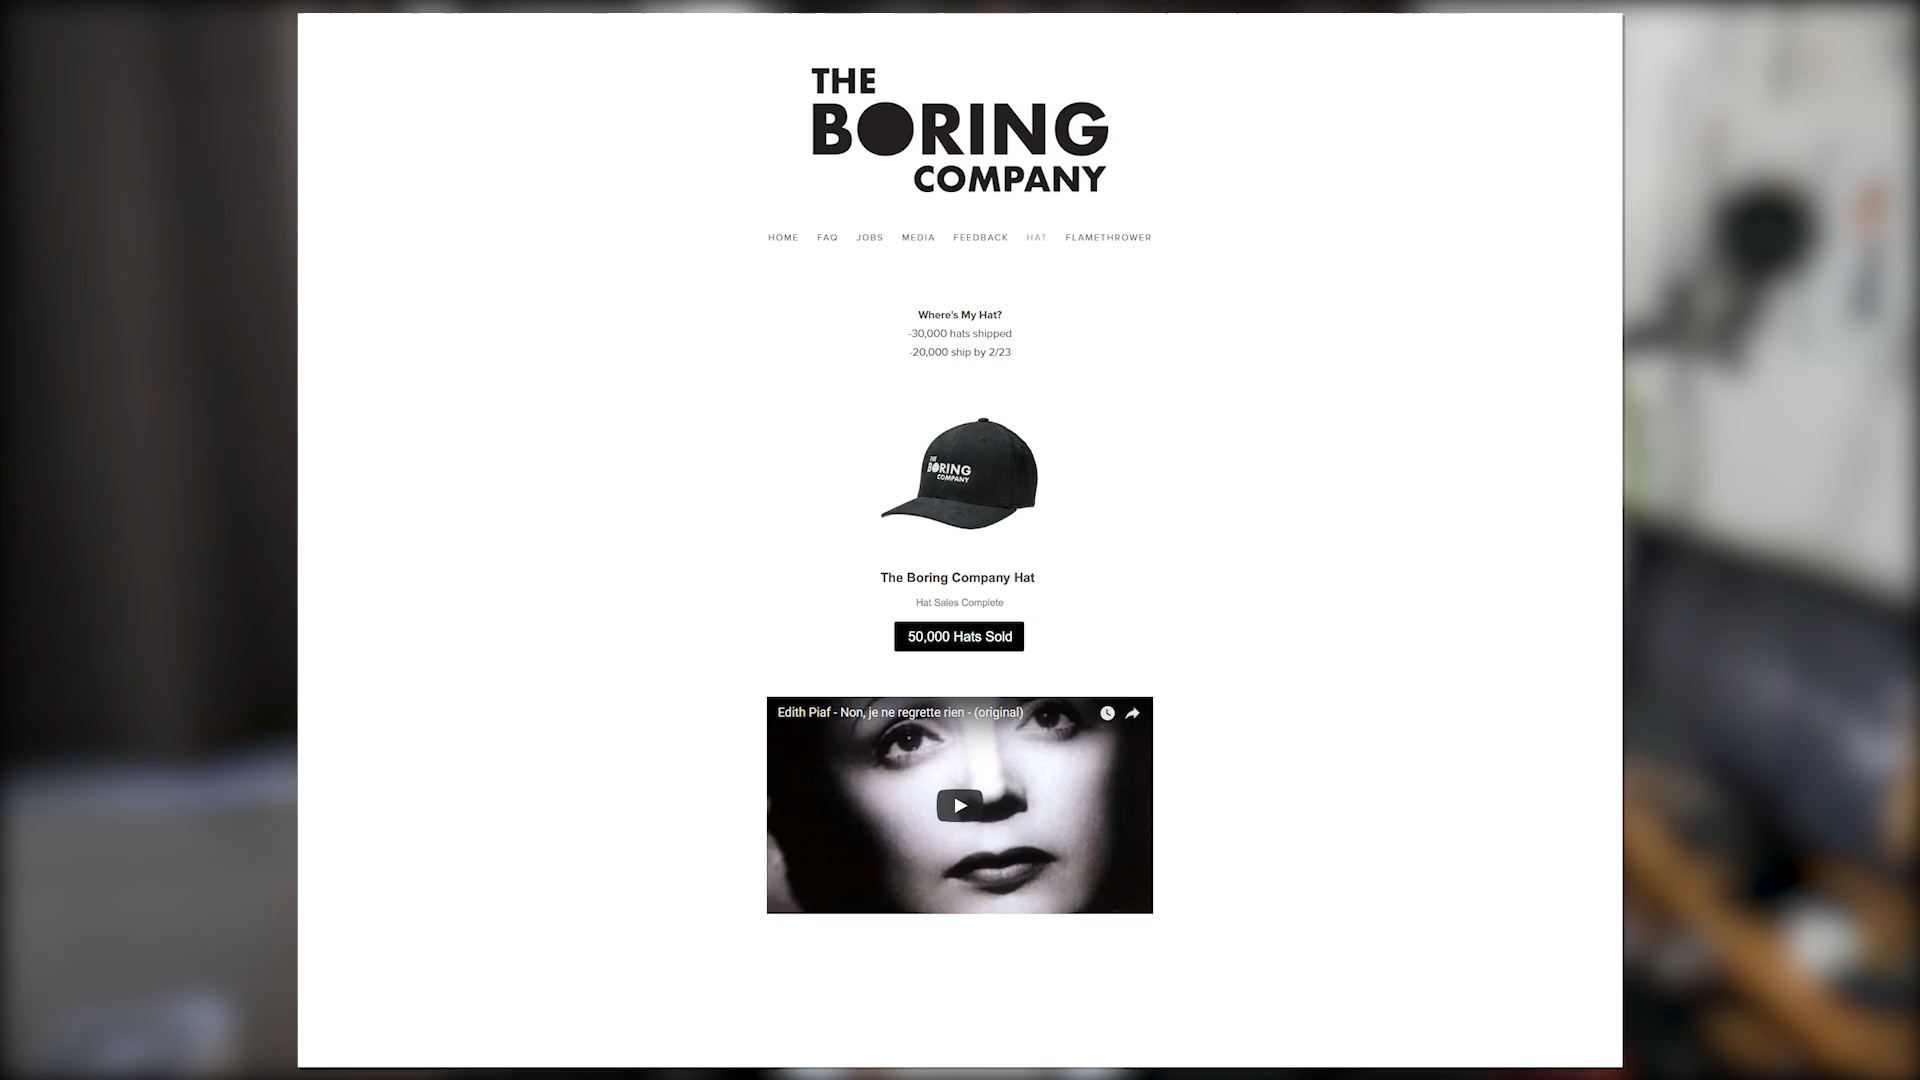 THE
BORING
COMPANY
HOME FAQ JOBS MEDIA FEEDBACK HAT FLAMETHROWER
Where's My Hat?
-30,000 hats shipped
-20,000 ship by 2/23
THE
BORING
COMPANY
The Boring Company Hat
Hat Sales Complete
50,000 Hats Sold
Edith Piaf - Non, je ne regrette rien - (original)